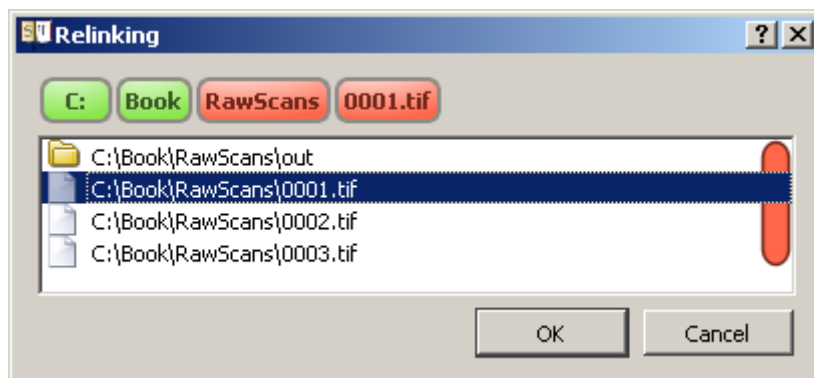 Relinking
C: Book RawScans 0001.tif
C:\Book\RawScans\out
C:\Book\RawScans\0001.tif
C:\Book\RawScans\0002.tif
C:\Book\RawScans\0003.tif
OK Cancel